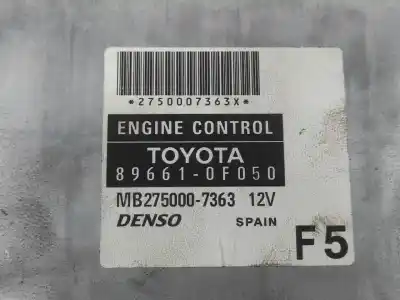 *2750007363X*
ENGINE CONTROL
TOYOTA
89661-0F050
MB275000-7363 12V
DENSO SPAIN
F5